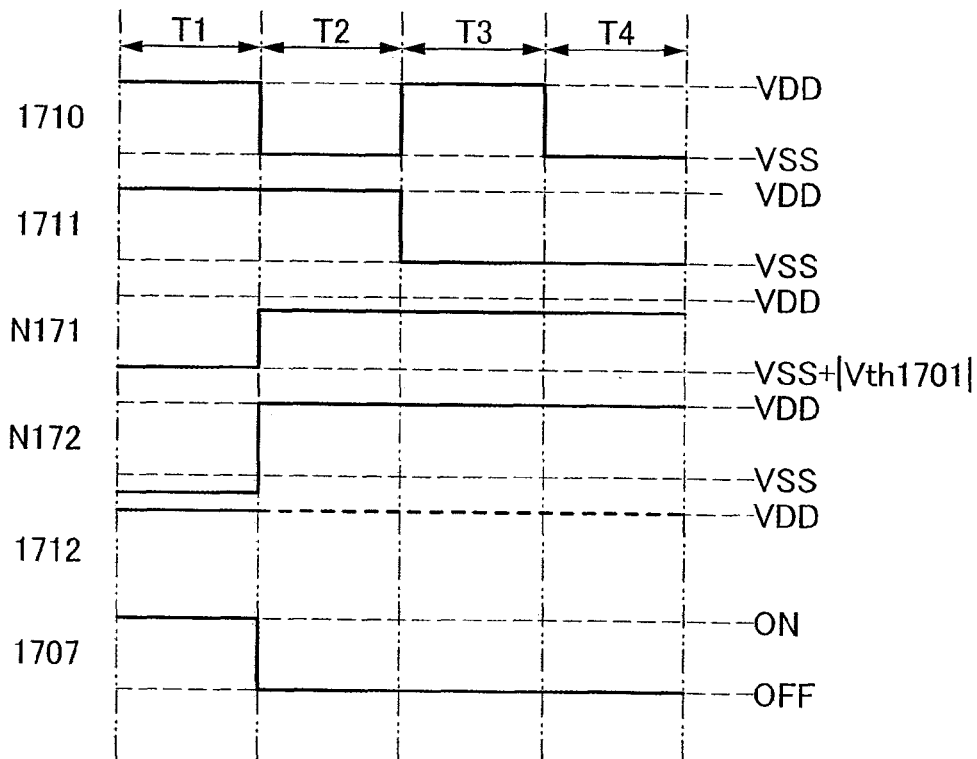 T1 T2 T3 T4
1710 VDD
VSS
1711 VDD
VSS
N171 VDD
VSS+|Vth1701|
N172 VDD
VSS
1712 VDD
1707 ON
OFF